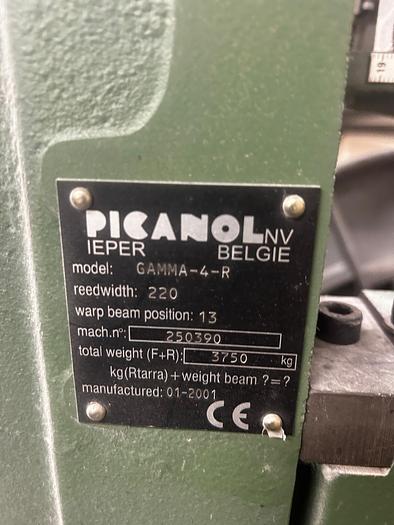 PICANOL NV
IEPER BELGIE
model: GAMMA-4-R
reedwidth: 220
warp beam position: 13
mach.nº: 250390
total weight (F+R): 3750 kg
kg(Rtarra)+weight beam ?=?
manufactured: 01-2001
CE
19